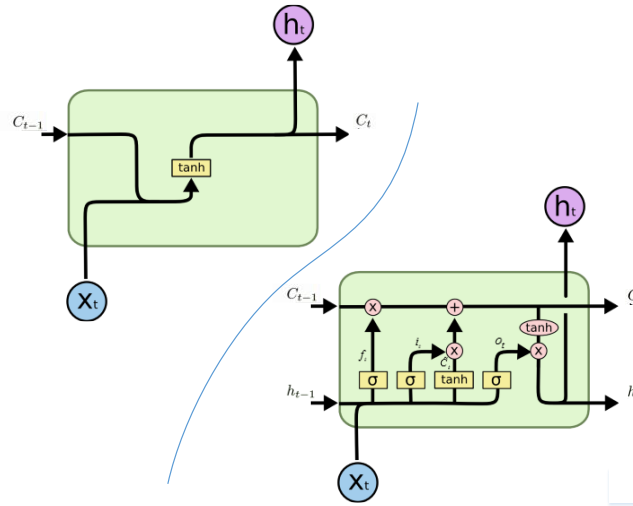 hₜ
Cₜ₋₁
Cₜ
tanh
Xₜ
hₜ
Cₜ₋₁
x
+
tanh
iₜ
oₜ
x
x
fₜ
C̃ₜ
σ
σ
tanh
σ
hₜ₋₁
h
Xₜ